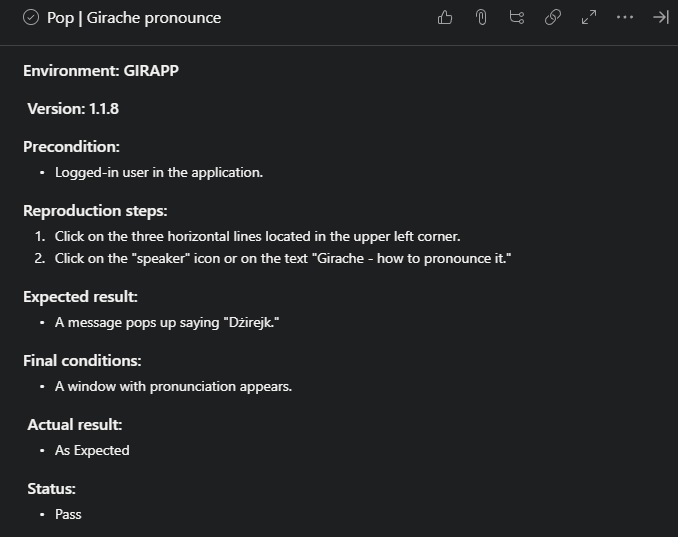 Pop | Girache pronounce
Environment: GIRAPP
Version: 1.1.8
Precondition:
• Logged-in user in the application.
Reproduction steps:
1. Click on the three horizontal lines located in the upper left corner.
2. Click on the "speaker" icon or on the text "Girache - how to pronounce it."
Expected result:
• A message pops up saying "Dżirejk."
Final conditions:
• A window with pronunciation appears.
Actual result:
• As Expected
Status:
• Pass